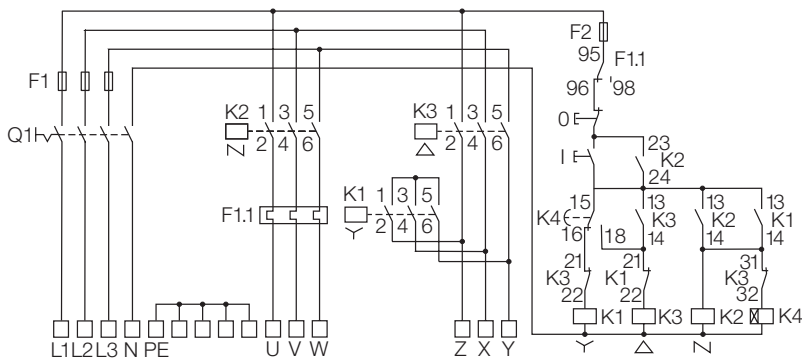 F2
95
F1.1
F1
96 98
K2 1 3 5
2 4 6
K3 1 3 5
2 4 6
O
Q1
I
23
K2
24
K1 1 3 5
2 4 6
F1.1
15 13 13 13
K4 K3 K2 K1
16 18 14 14 14
21 21 31
K3 K1 K3
22 22 32
K1 K3 K2 K4
L1 L2 L3 N PE U V W Z X Y